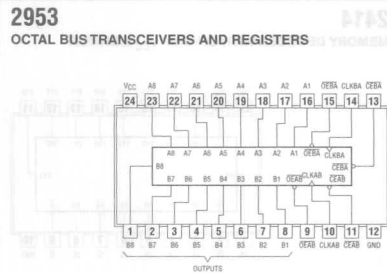 2953
OCTAL BUS TRANSCEIVERS AND REGISTERS
VCC A8 A7 A6 A5 A4 A3 A2 A1 OEBA CLKBA CEBA
24 23 22 21 20 19 18 17 16 15 14 13
A8 A7 A6 A5 A4 A3 A2 A1 OEBA CLKBA
B8 CEBA
B7 B6 B5 B4 B3 B2 B1 OEAB CLKAB CEAB
1 2 3 4 5 6 7 8 9 10 11 12
B8 B7 B6 B5 B4 B3 B2 B1 OEAB CLKAB CEAB GND
OUTPUTS